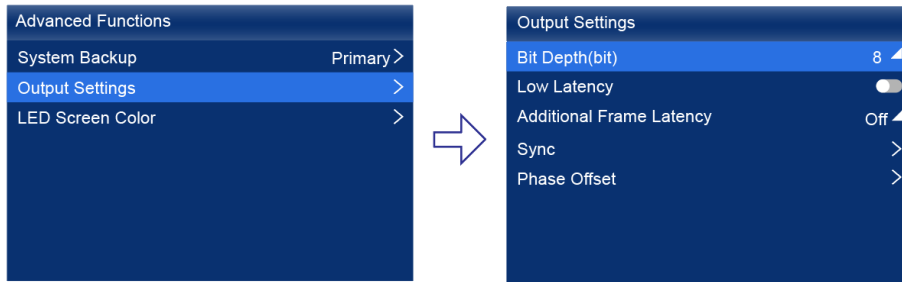 Advanced Functions
System Backup Primary
Output Settings
LED Screen Color
Output Settings
Bit Depth(bit) 8
Low Latency
Additional Frame Latency Off
Sync
Phase Offset